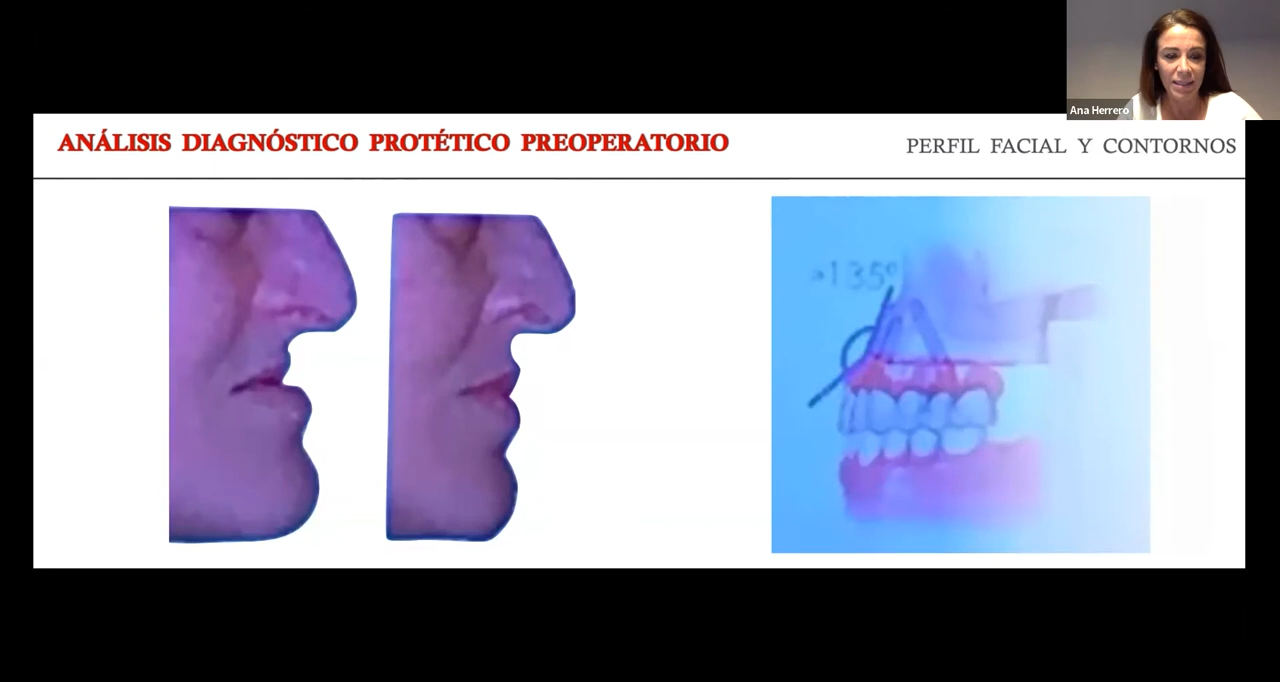 Ana Herrero
ANÁLISIS DIAGNÓSTICO PROTÉTICO PREOPERATORIO
PERFIL FACIAL Y CONTORNOS
>135º